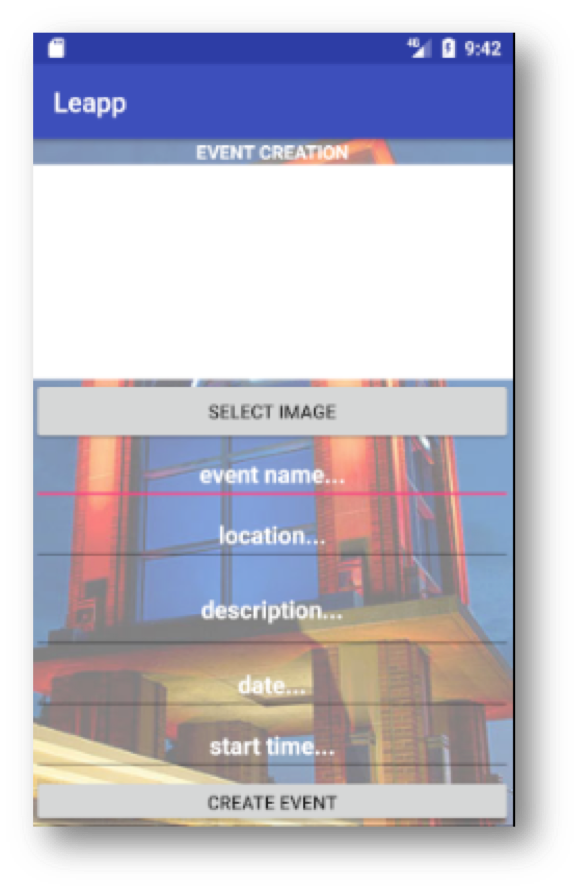 4G 9:42
Leapp
EVENT CREATION
SELECT IMAGE
event name...
location...
description...
date...
start time...
CREATE EVENT